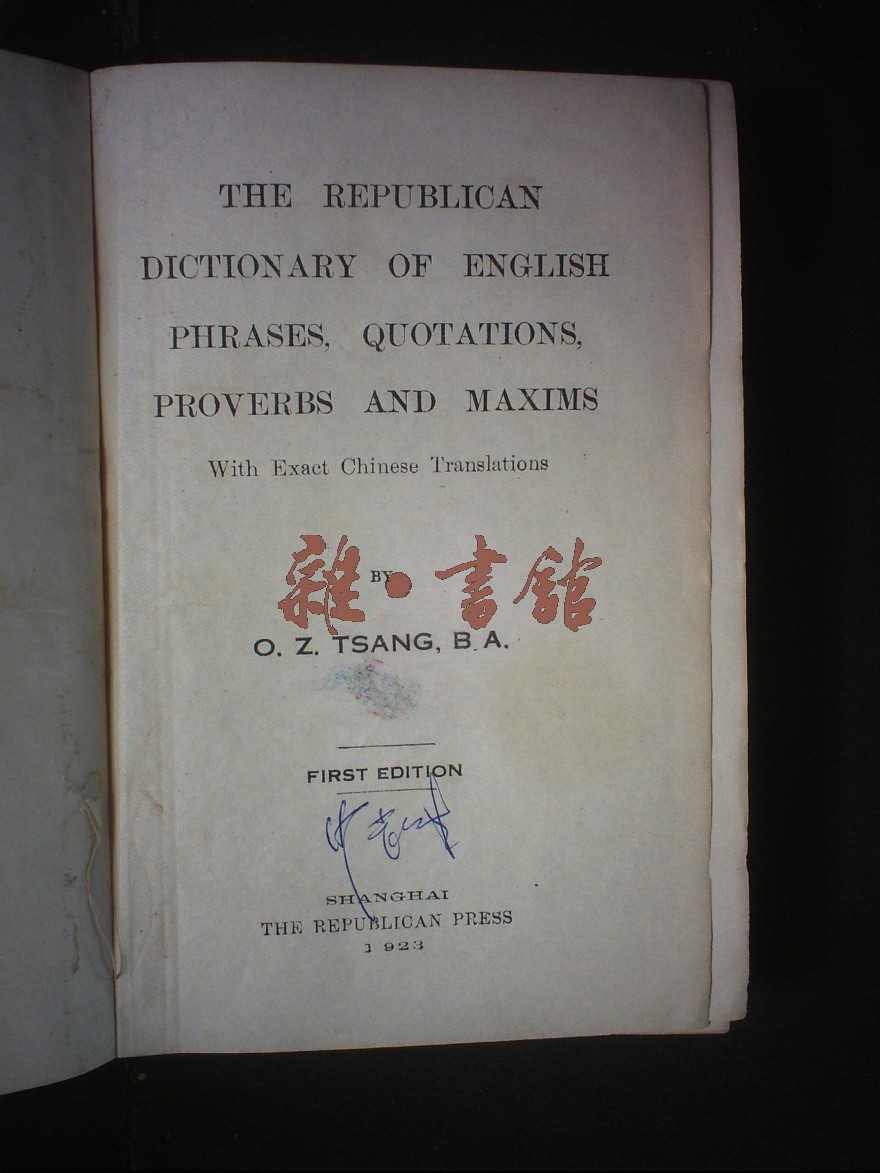 THE REPUBLICAN
DICTIONARY OF ENGLISH
PHRASES, QUOTATIONS,
PROVERBS AND MAXIMS
With Exact Chinese Translations
BY
雜·書館
O. Z. TSANG, B.A.
FIRST EDITION
SHANGHAI
THE REPUBLICAN PRESS
1923